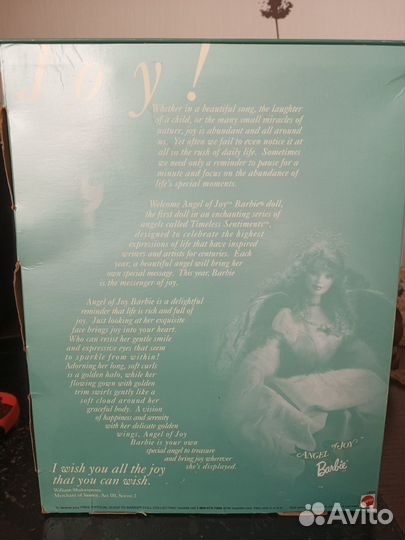 Joy!
Whether in a beautiful song, the laughter
of a child, or the many small miracles of
nature, joy is abundant and all around
us. Yet often we fail to even notice it at
all in the rush of daily life. Sometimes
we need only a reminder to pause for a
minute and focus on the abundance of
life's special moments.
Welcome Angel of Joy™ Barbie® doll,
the first doll in an enchanting series of
angels called Timeless Sentiments™,
designed to celebrate the highest
expressions of life that have inspired
writers and artists for centuries. Each
year, a beautiful angel will bring her
own special message. This year, Barbie
is the messenger of joy.
Angel of Joy Barbie is a delightful
reminder that life is rich and full of
joy. Just looking at her exquisite
face brings joy into your heart.
Who can resist her gentle smile
and expressive eyes that seem
to sparkle from within!
Adorning her long, soft curls
is a golden halo, while her
flowing gown with golden
trim swirls gently like a
soft cloud around her
graceful body. A vision
of happiness and serenity
with her delicate golden
wings, Angel of Joy
Barbie is your own
special angel to treasure
and bring joy wherever
she's displayed.
I wish you all the joy
that you can wish.
William Shakespeare,
Merchant of Venice, Act III, Scene 2
ANGEL of JOY™
Barbie®
Avito